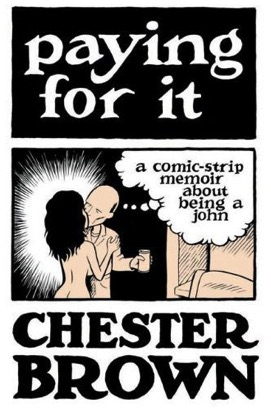 paying
for it
a comic-strip
memoir
about
being a
john
CHESTER
BROWN